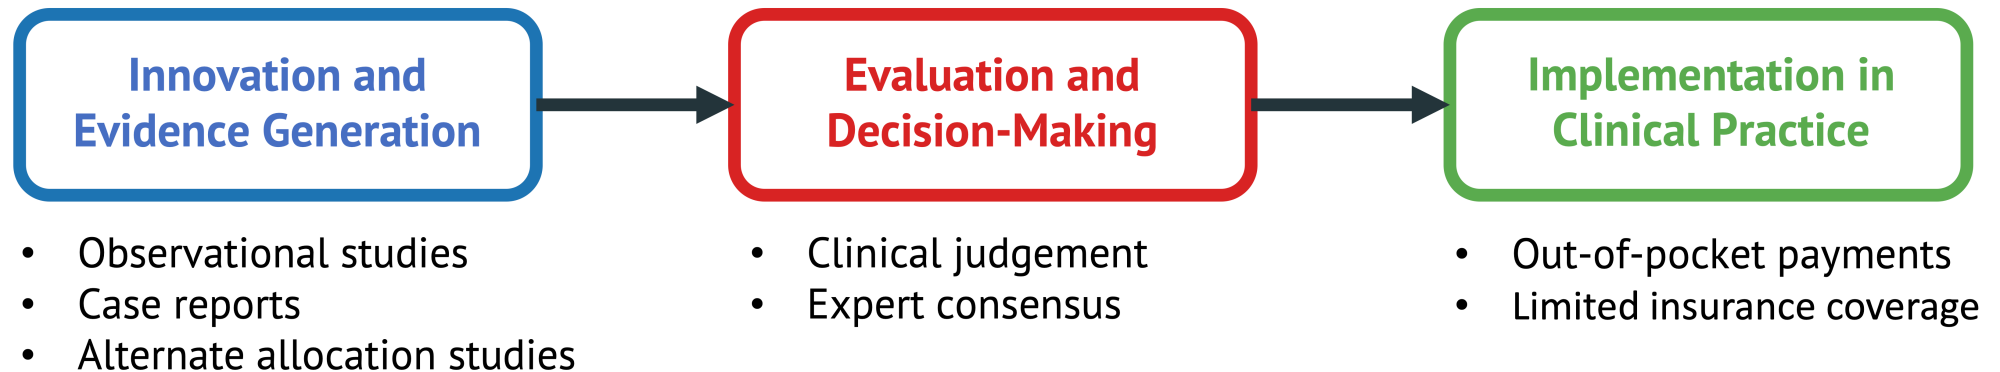 Innovation and
Evidence Generation
• Observational studies
• Case reports
• Alternate allocation studies
Evaluation and
Decision-Making
• Clinical judgement
• Expert consensus
Implementation in
Clinical Practice
• Out-of-pocket payments
• Limited insurance coverage